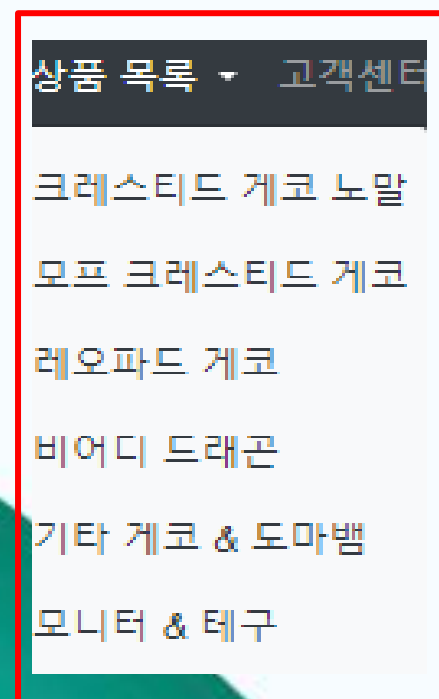 상품 목록 고객센터
크레스티드 게코 노말
모프 크레스티드 게코
레오파드 게코
비어디 드래곤
기타 게코 & 도마뱀
모니터 & 테구